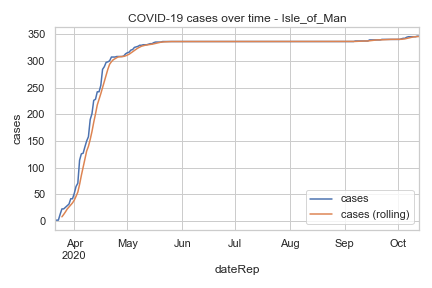 COVID-19 cases over time - Isle_of_Man
cases
350
300
250
200
150
100
50
0
cases
cases (rolling)
Apr
2020
May
Jun
Jul
Aug
Sep
Oct
dateRep